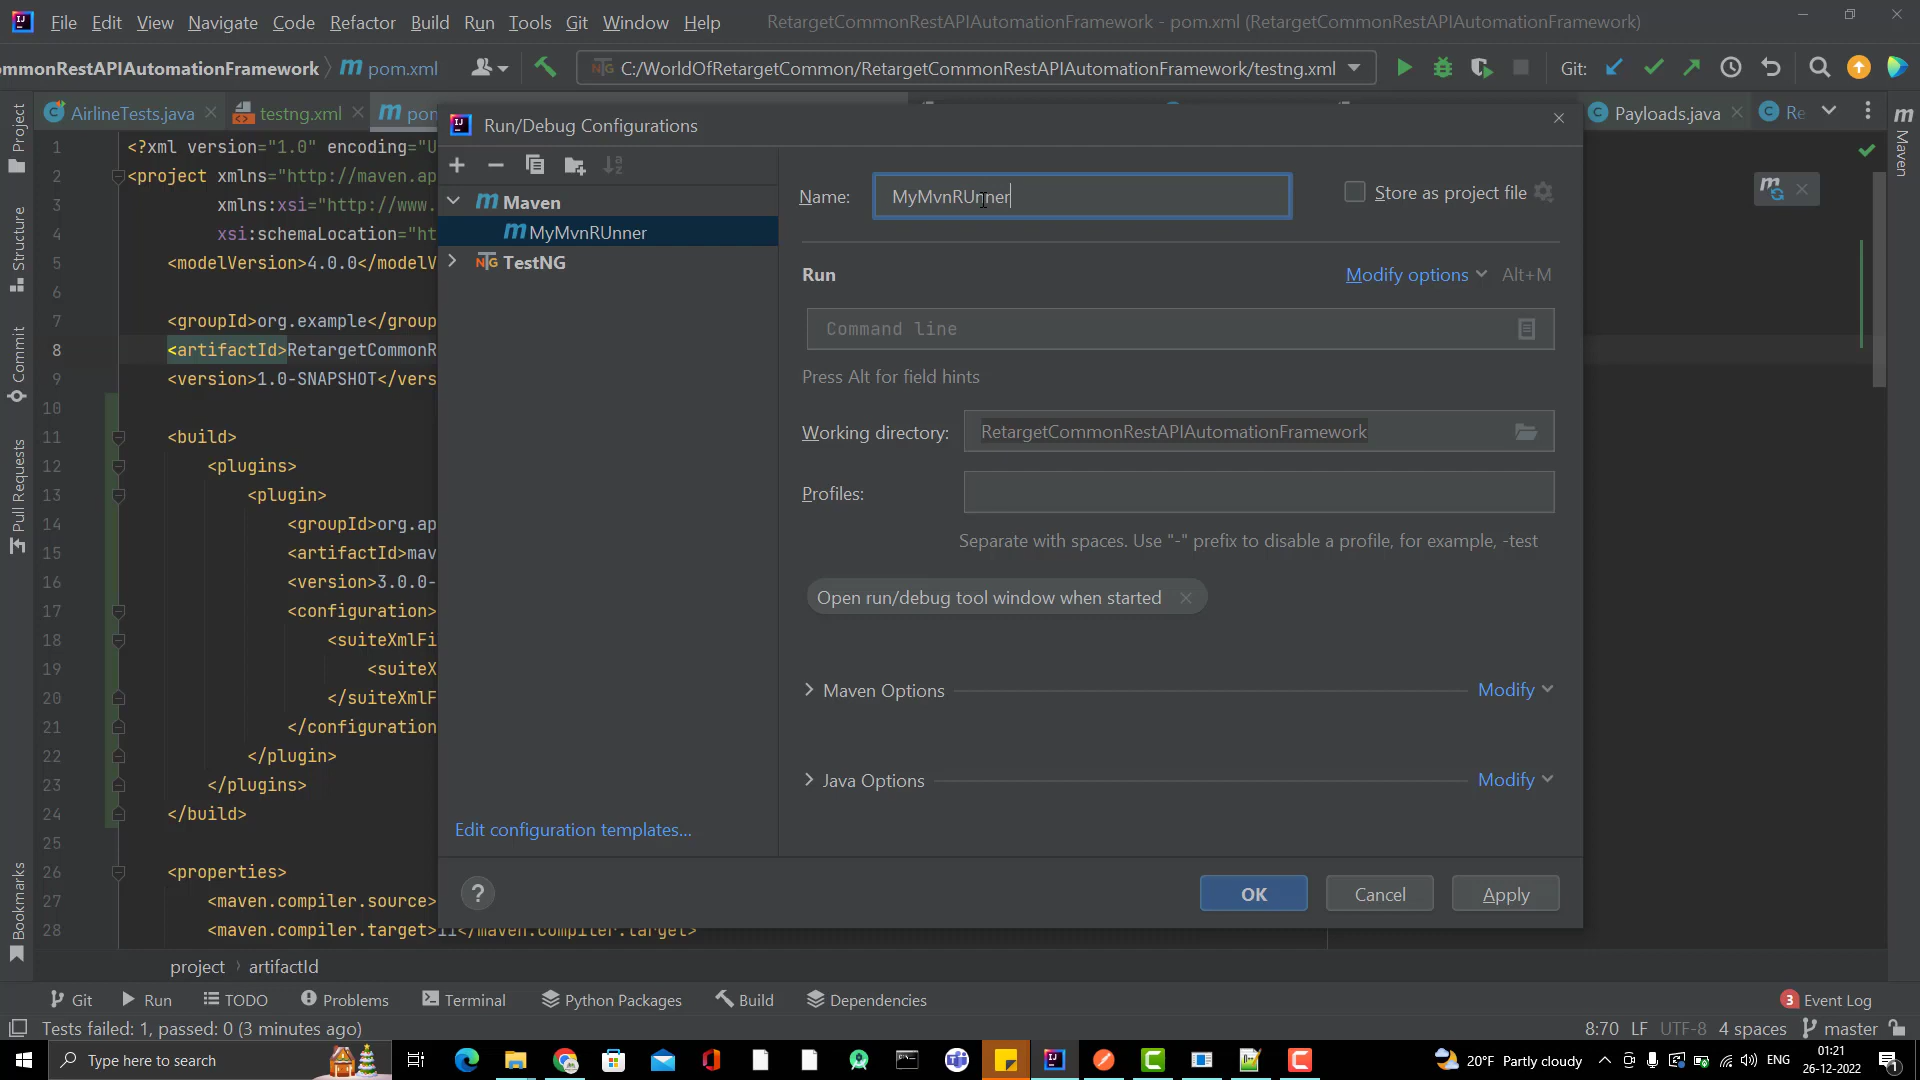 File Edit View Navigate Code Refactor Build Run Tools Git Window Help RetargetCommonRestAPIAutomationFramework - pom.xml (RetargetCommonRestAPIAutomationFramework)
ommonRestAPIAutomationFramework m pom.xml C:/WorldOfRetargetCommon/RetargetCommonRestAPIAutomationFramework/testng.xml Git:
AirlineTests.java testng.xml m pon Payloads.java Re
Run/Debug Configurations
Maven
MyMvnRUnner
TestNG
Edit configuration templates...
Name: MyMvnRUnner Store as project file
Run Modify options Alt+M
Command line
Press Alt for field hints
Working directory: RetargetCommonRestAPIAutomationFramework
Profiles:
Separate with spaces. Use "-" prefix to disable a profile, for example, -test
Open run/debug tool window when started
Maven Options Modify
Java Options Modify
OK Cancel Apply
Project
Structure
Commit
Pull Requests
Bookmarks
Maven
1 <?xml version="1.0" encoding="U
2 <project xmlns="http://maven.ap
3 xmlns:xsi="http://www.
4 xsi:schemaLocation="ht
5 <modelVersion>4.0.0</modelV
6
7 <groupId>org.example</group
8 <artifactId>RetargetCommonR
9 <version>1.0-SNAPSHOT</vers
10
11 <build>
12 <plugins>
13 <plugin>
14 <groupId>org.ap
15 <artifactId>mav
16 <version>3.0.0-
17 <configuration>
18 <suiteXmlFi
19 <suiteX
20 </suiteXmlF
21 </configuration
22 </plugin>
23 </plugins>
24 </build>
25
26 <properties>
27 <maven.compiler.source>
28 <maven.compiler.target>11</maven.compiler.target>
project artifactId
Git Run TODO Problems Terminal Python Packages Build Dependencies 3 Event Log
Tests failed: 1, passed: 0 (3 minutes ago) 8:70 LF UTF-8 4 spaces master
Type here to search 20°F Partly cloudy ENG 01:21
26-12-2022 1